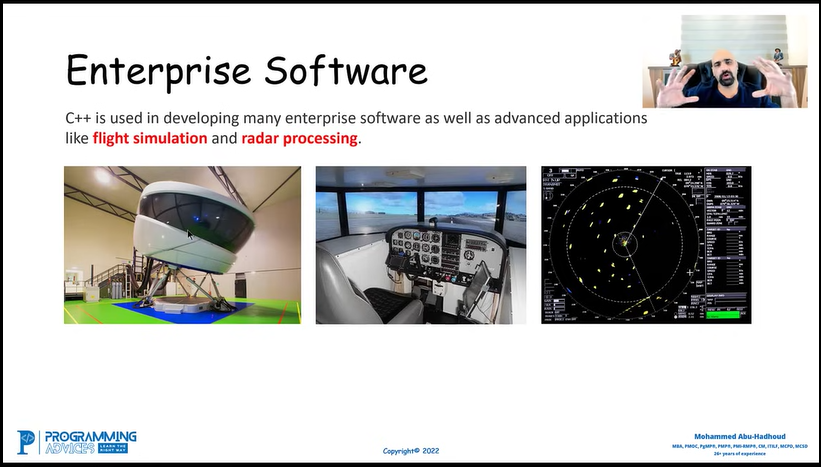 Enterprise Software
C++ is used in developing many enterprise software as well as advanced applications
like flight simulation and radar processing.
PROGRAMMING
ADVICES LEARN THE
RIGHT WAY
Copyright© 2022
Mohammed Abu-Hadhoud
MBA, PMOC, PgMP®, PMP®, PMI-RMP®, CM, ITILF, MCPD, MCSD
26+ years of experience